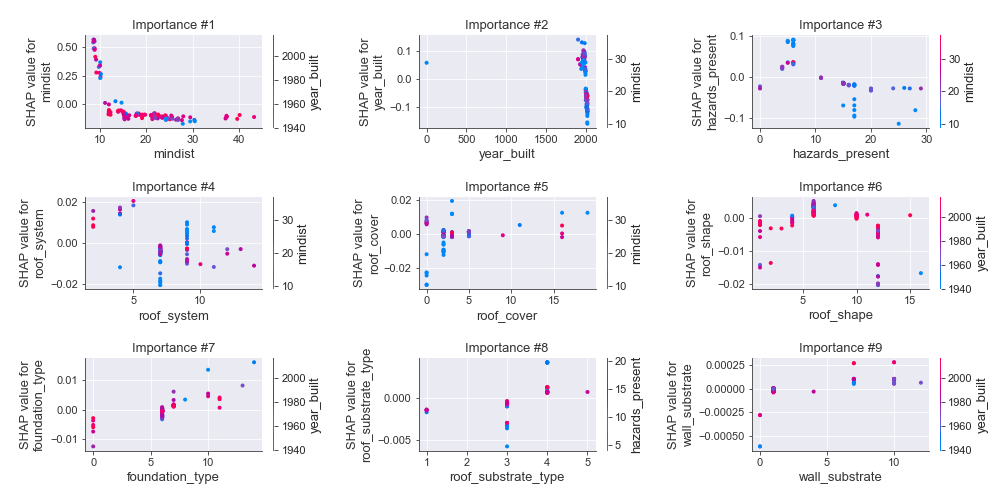 Importance #1
Importance #2
Importance #3
SHAP value for
mindist
0.50
0.25
0.00
10
20
30
40
mindist
2000
1980
1960
1940
year_built
SHAP value for
year_built
0.1
0.0
−0.1
0
500
1000
1500
2000
year_built
30
20
10
mindist
SHAP value for
hazards_present
0.1
0.0
−0.1
0
10
20
30
hazards_present
30
20
10
mindist
Importance #4
Importance #5
Importance #6
SHAP value for
roof_system
0.02
0.00
−0.02
5
10
roof_system
30
20
10
mindist
SHAP value for
roof_cover
0.02
0.00
−0.02
0
5
10
15
roof_cover
30
20
10
mindist
SHAP value for
roof_shape
0.00
−0.01
−0.02
5
10
15
roof_shape
2000
1980
1960
1940
year_built
Importance #7
Importance #8
Importance #9
SHAP value for
foundation_type
0.01
0.00
−0.01
0
5
10
foundation_type
2000
1980
1960
1940
year_built
SHAP value for
roof_substrate_type
0.000
−0.005
1
2
3
4
5
roof_substrate_type
20
15
10
5
hazards_present
SHAP value for
wall_substrate
0.00025
0.00000
−0.00025
−0.00050
0
5
10
wall_substrate
2000
1980
1960
1940
year_built